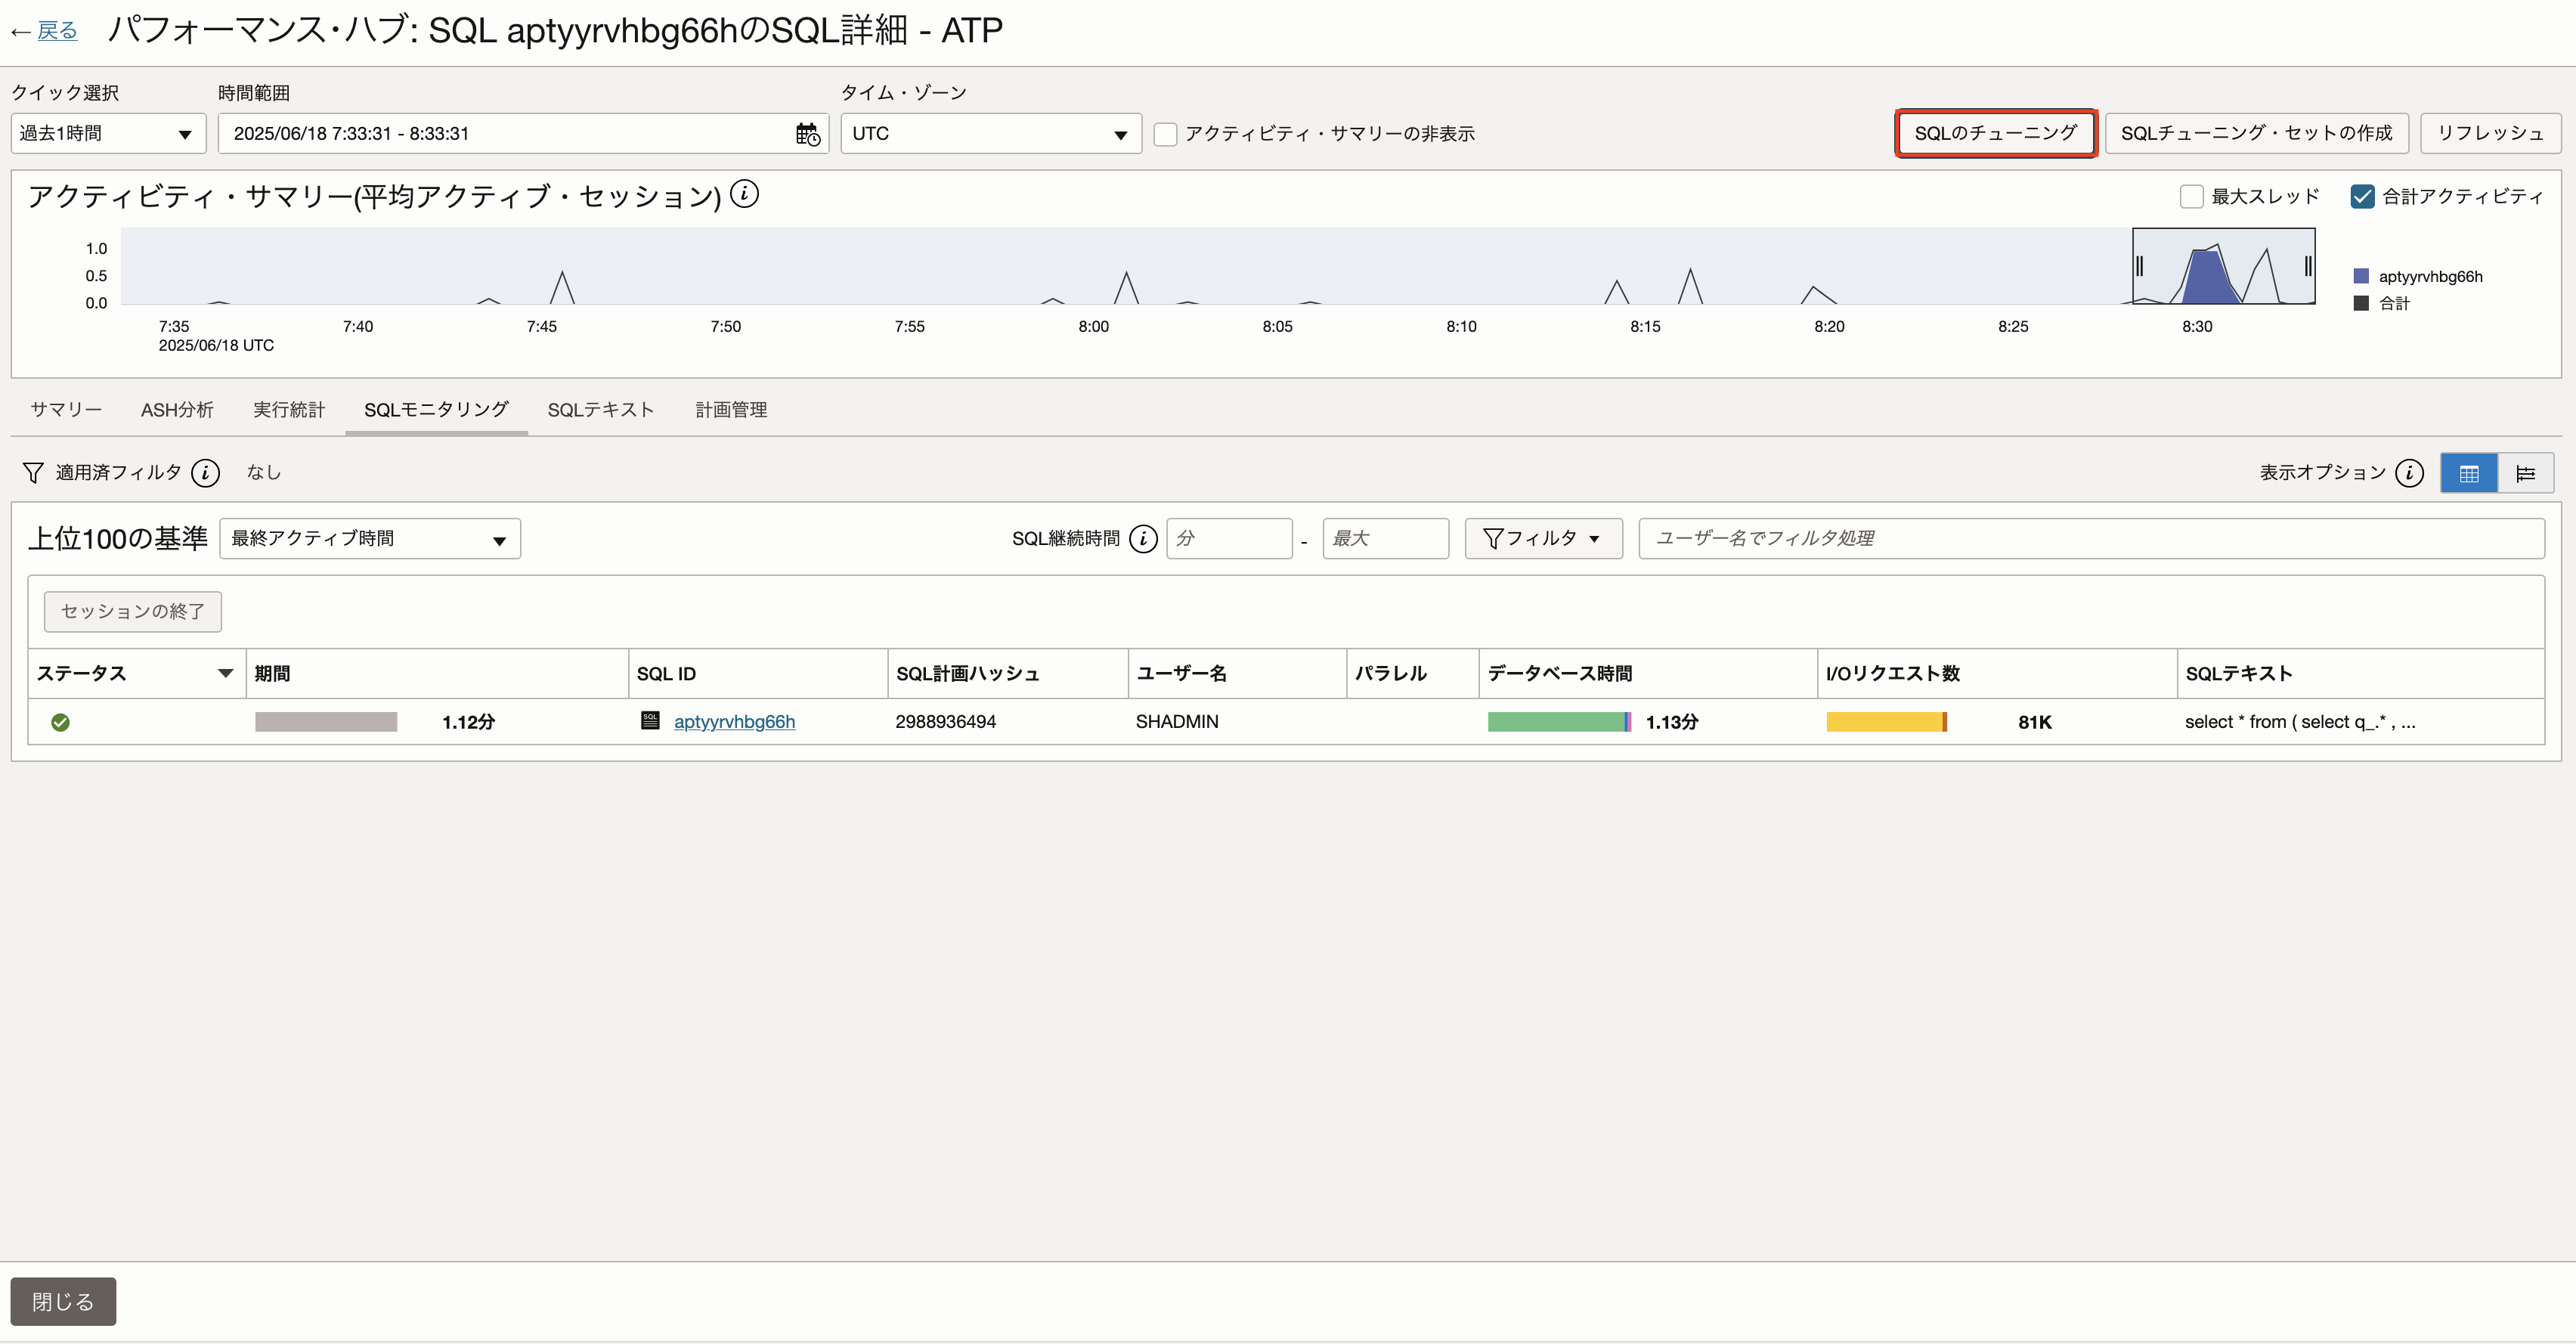 ← 戻る パフォーマンス・ハブ: SQL aptyyrvhbg66hのSQL詳細 - ATP
クイック選択 時間範囲 タイム・ゾーン
過去1時間 2025/06/18 7:33:31 - 8:33:31 UTC アクティビティ・サマリーの非表示 SQLのチューニング SQLチューニング・セットの作成 リフレッシュ
アクティビティ・サマリー(平均アクティブ・セッション) 最大スレッド 合計アクティビティ
1.0
0.5
0.0
aptyyrvhbg66h
合計
7:35 7:40 7:45 7:50 7:55 8:00 8:05 8:10 8:15 8:20 8:25 8:30
2025/06/18 UTC
サマリー ASH分析 実行統計 SQLモニタリング SQLテキスト 計画管理
適用済フィルタ なし 表示オプション
上位100の基準 最終アクティブ時間 SQL継続時間 分 - 最大 フィルタ ユーザー名でフィルタ処理
セッションの終了
ステータス 期間 SQL ID SQL計画ハッシュ ユーザー名 パラレル データベース時間 I/Oリクエスト数 SQLテキスト
1.12分 SQL aptyyrvhbg66h 2988936494 SHADMIN 1.13分 81K select * from ( select q_.* , ...
閉じる